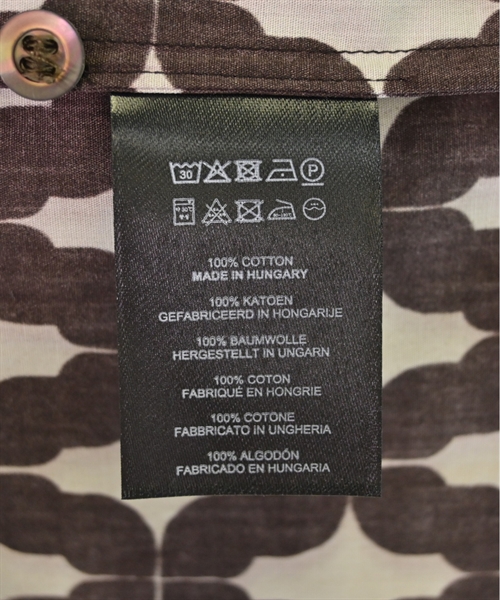 30
P
100% COTTON
MADE IN HUNGARY
100% KATOEN
GEFABRICEERD IN HONGARIJE
100% BAUMWOLLE
HERGESTELLT IN UNGARN
100% COTON
FABRIQUÉ EN HONGRIE
100% COTONE
FABBRICATO IN UNGHERIA
100% ALGODÓN
FABRICADO EN HUNGARIA